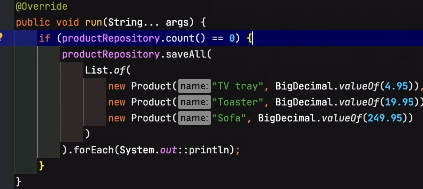 @Override
public void run(String... args) {
if (productRepository.count() == 0) {
productRepository.saveAll(
List.of(
new Product( name: "TV tray", BigDecimal.valueOf(4.95)),
new Product( name: "Toaster", BigDecimal.valueOf(19.95)),
new Product( name: "Sofa", BigDecimal.valueOf(249.95))
)
).forEach(System.out::println);
}
}